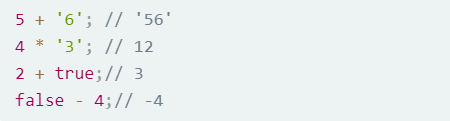 5 + '6'; // '56'
4 * '3'; // 12
2 + true;// 3
false - 4;// -4